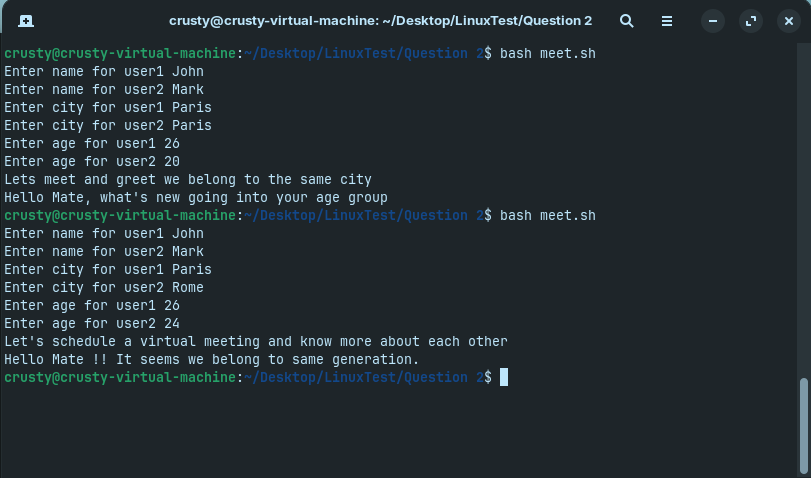 crusty@crusty-virtual-machine: ~/Desktop/LinuxTest/Question 2
crusty@crusty-virtual-machine:~/Desktop/LinuxTest/Question 2$ bash meet.sh
Enter name for user1 John
Enter name for user2 Mark
Enter city for user1 Paris
Enter city for user2 Paris
Enter age for user1 26
Enter age for user2 20
Lets meet and greet we belong to the same city
Hello Mate, what's new going into your age group
crusty@crusty-virtual-machine:~/Desktop/LinuxTest/Question 2$ bash meet.sh
Enter name for user1 John
Enter name for user2 Mark
Enter city for user1 Paris
Enter city for user2 Rome
Enter age for user1 26
Enter age for user2 24
Let's schedule a virtual meeting and know more about each other
Hello Mate !! It seems we belong to same generation.
crusty@crusty-virtual-machine:~/Desktop/LinuxTest/Question 2$